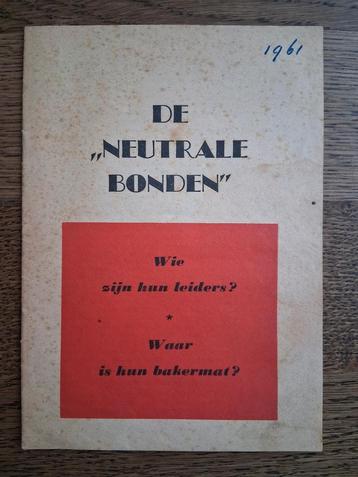 1961
DE
„NEUTRALE
BONDEN”
Wie
zijn hun leiders?
*
Waar
is hun bakermat?